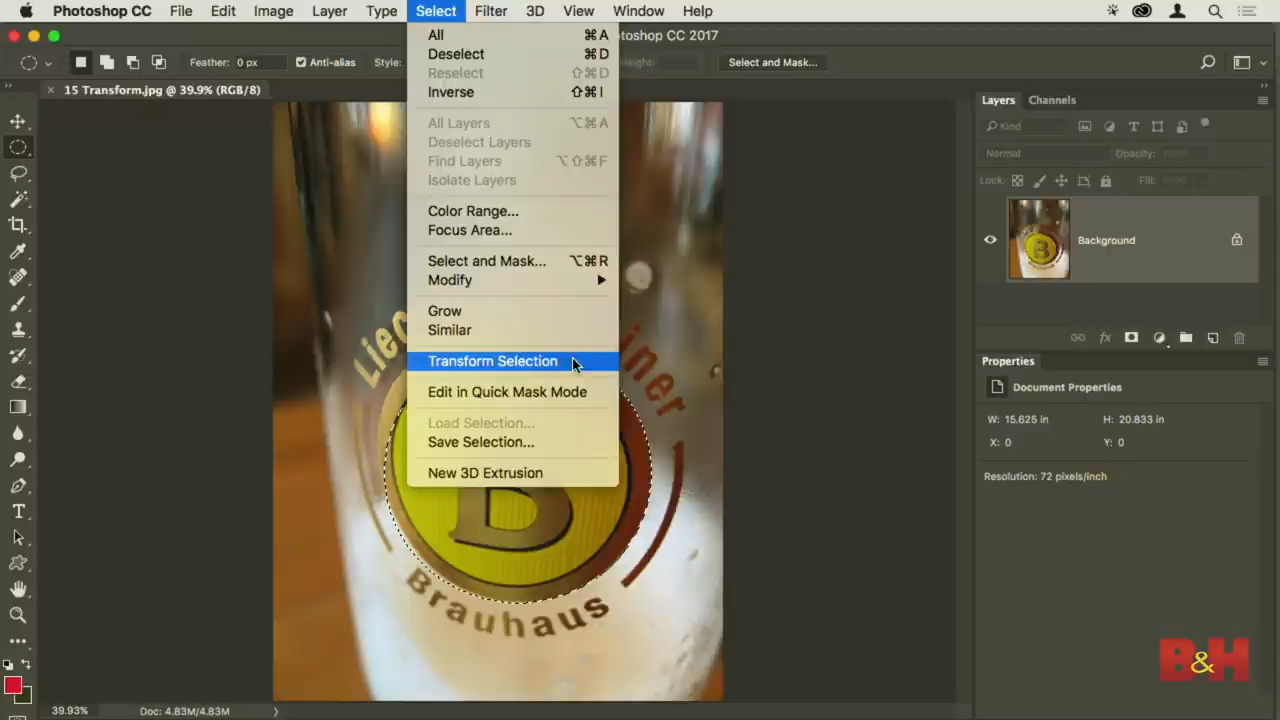 Photoshop CC File Edit Image Layer Type Select Filter 3D View Window Help
All ⌘A
Deselect ⌘D
Reselect ⇧⌘D
Inverse ⇧⌘I
All Layers ⌥⌘A
Deselect Layers
Find Layers ⌥⇧⌘F
Isolate Layers
Color Range...
Focus Area...
Select and Mask... ⌥⌘R
Modify
Grow
Similar
Transform Selection
Edit in Quick Mask Mode
Load Selection...
Save Selection...
New 3D Extrusion
Feather: 0 px Anti-alias Style: Select and Mask...
15 Transform.jpg @ 39.9% (RGB/8)
B
Brauhaus
Layers Channels
Kind
Normal Opacity: 100%
Lock: Fill: 100%
Background
Properties
Document Properties
W: 15.625 in H: 20.833 in
X: 0 Y: 0
Resolution: 72 pixels/inch
B&H
39.93% Doc: 4.83M/4.83M